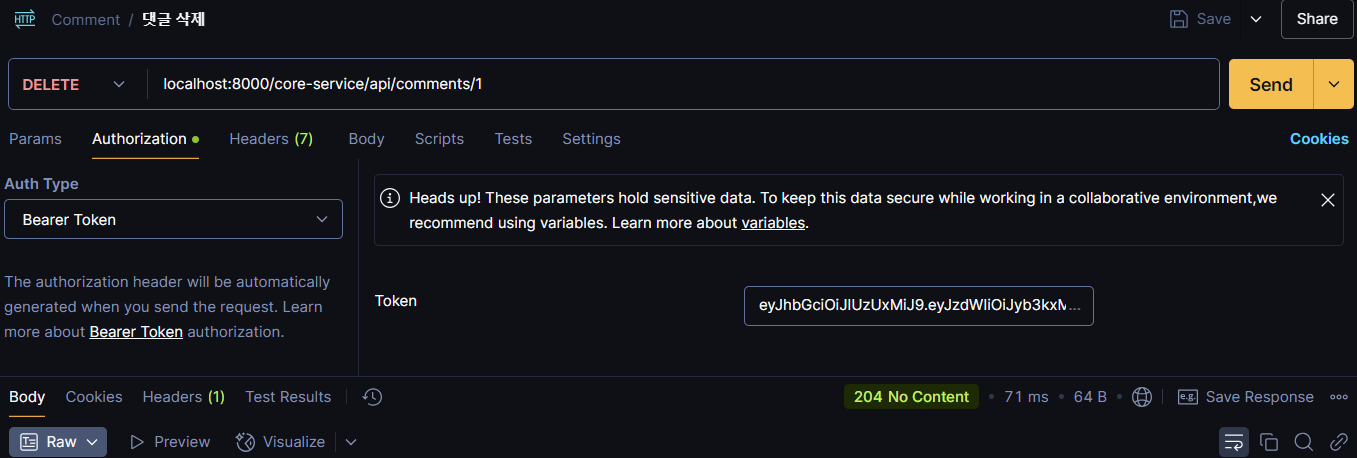 HTTP Comment / 댓글 삭제 Save Share
DELETE localhost:8000/core-service/api/comments/1 Send
Params Authorization Headers (7) Body Scripts Tests Settings Cookies
Auth Type
Bearer Token
The authorization header will be automatically
generated when you send the request. Learn
more about Bearer Token authorization.
Heads up! These parameters hold sensitive data. To keep this data secure while working in a collaborative environment,we
recommend using variables. Learn more about variables.
Token eyJhbGciOiJIUzUxMiJ9.eyJzdWIiOiJyb3kxM...
Body Cookies Headers (1) Test Results 204 No Content • 71 ms • 64 B • e.g. Save Response
Raw Preview Visualize